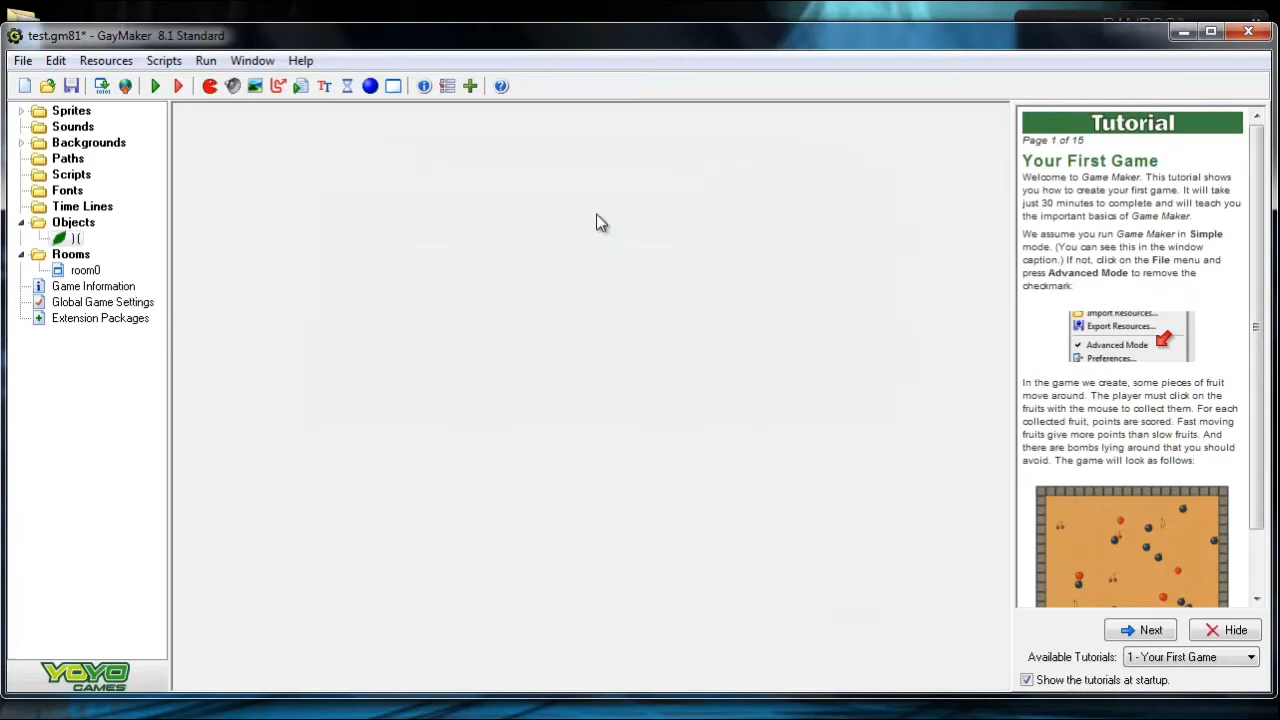 test.gm81* - GayMaker 8.1 Standard
File Edit Resources Scripts Run Window Help
Sprites
Sounds
Backgrounds
Paths
Scripts
Fonts
Time Lines
Objects
)(
Rooms
room0
Game Information
Global Game Settings
Extension Packages
YOYO
GAMES
Tutorial
Page 1 of 15
Your First Game
Welcome to Game Maker. This tutorial shows
you how to create your first game. It will take
just 30 minutes to complete and will teach you
the important basics of Game Maker.
We assume you run Game Maker in Simple
mode. (You can see this in the window
caption.) If not, click on the File menu and
press Advanced Mode to remove the
checkmark:
Import Resources...
Export Resources...
Advanced Mode
Preferences...
In the game we create, some pieces of fruit
move around. The player must click on the
fruits with the mouse to collect them. For each
collected fruit, points are scored. Fast moving
fruits give more points than slow fruits. And
there are bombs lying around that you should
avoid. The game will look as follows:
Next
Hide
Available Tutorials: 1 - Your First Game
Show the tutorials at startup.